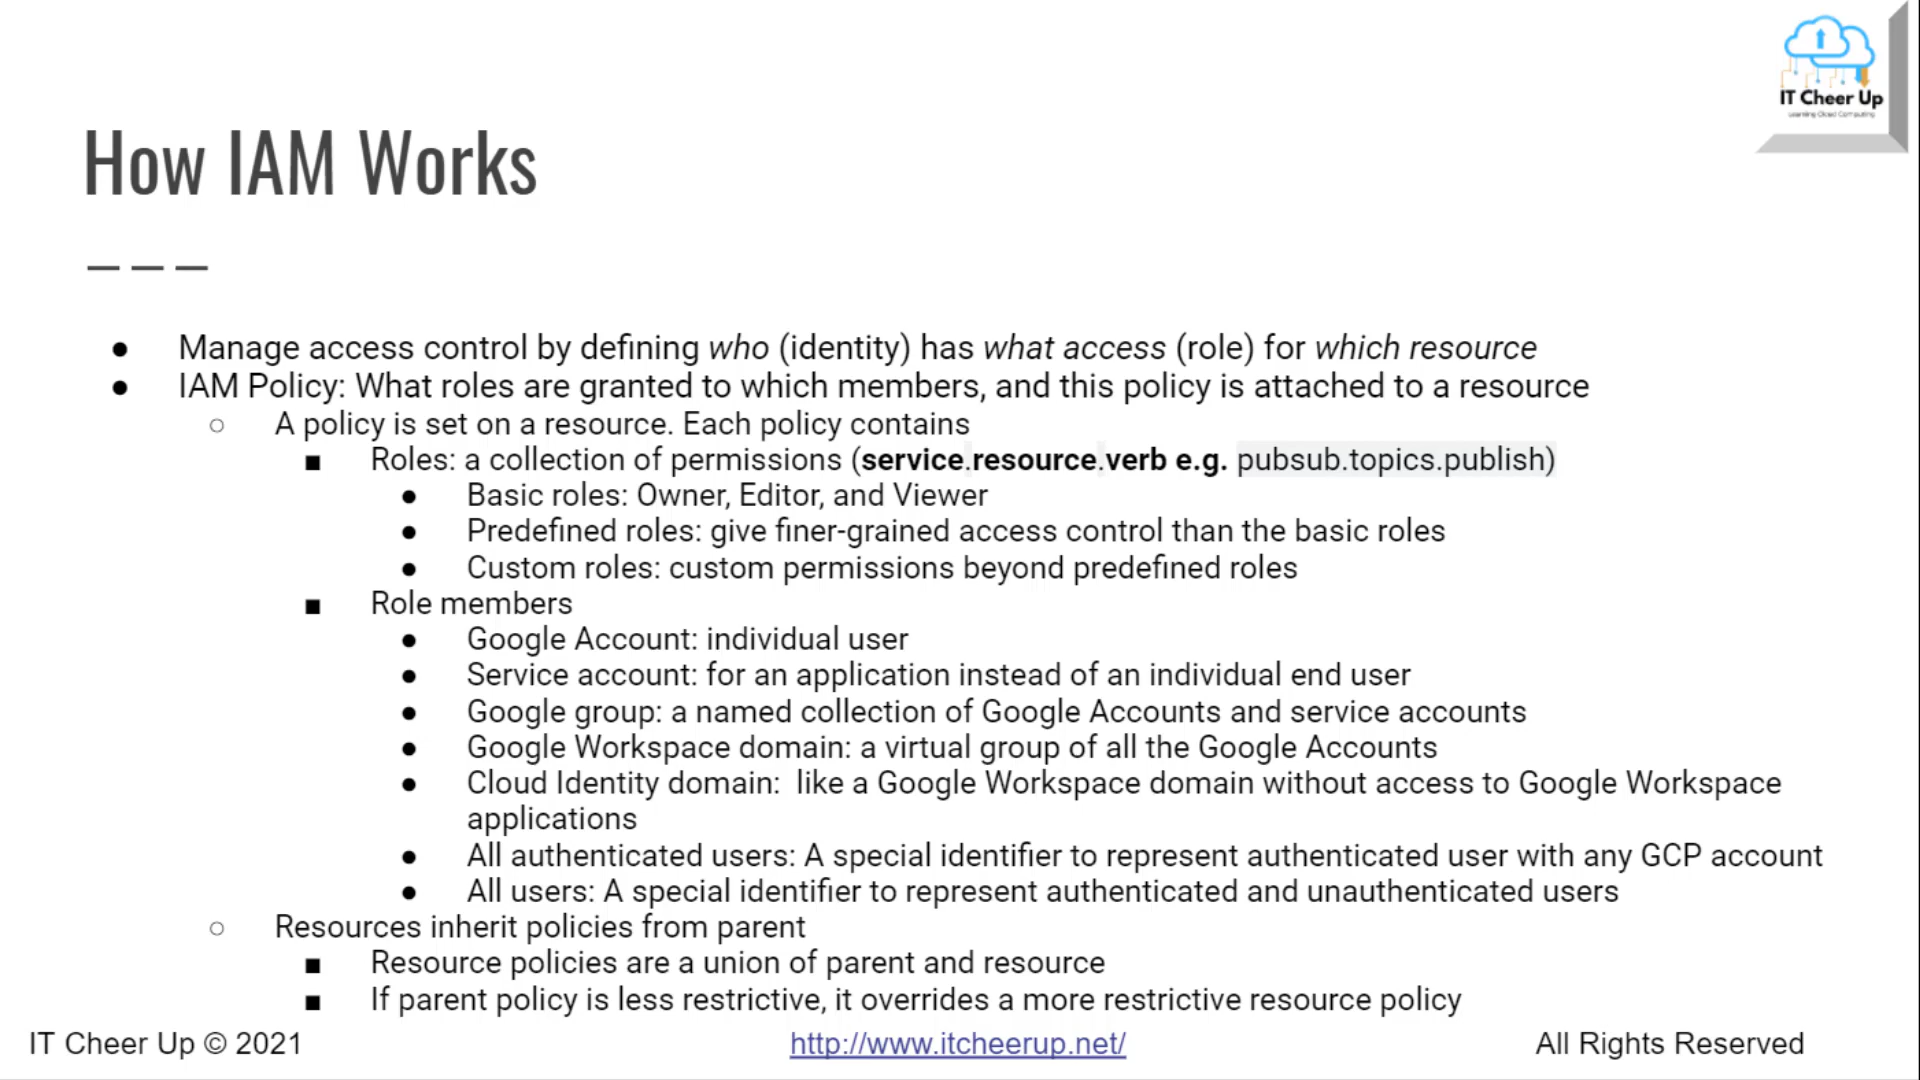 IT Cheer Up
Learning Cloud Computing
How IAM Works
● Manage access control by defining who (identity) has what access (role) for which resource
● IAM Policy: What roles are granted to which members, and this policy is attached to a resource
○ A policy is set on a resource. Each policy contains
■ Roles: a collection of permissions (service.resource.verb e.g. pubsub.topics.publish)
● Basic roles: Owner, Editor, and Viewer
● Predefined roles: give finer-grained access control than the basic roles
● Custom roles: custom permissions beyond predefined roles
■ Role members
● Google Account: individual user
● Service account: for an application instead of an individual end user
● Google group: a named collection of Google Accounts and service accounts
● Google Workspace domain: a virtual group of all the Google Accounts
● Cloud Identity domain:  like a Google Workspace domain without access to Google Workspace
applications
● All authenticated users: A special identifier to represent authenticated user with any GCP account
● All users: A special identifier to represent authenticated and unauthenticated users
○ Resources inherit policies from parent
■ Resource policies are a union of parent and resource
■ If parent policy is less restrictive, it overrides a more restrictive resource policy
IT Cheer Up © 2021
http://www.itcheerup.net/
All Rights Reserved